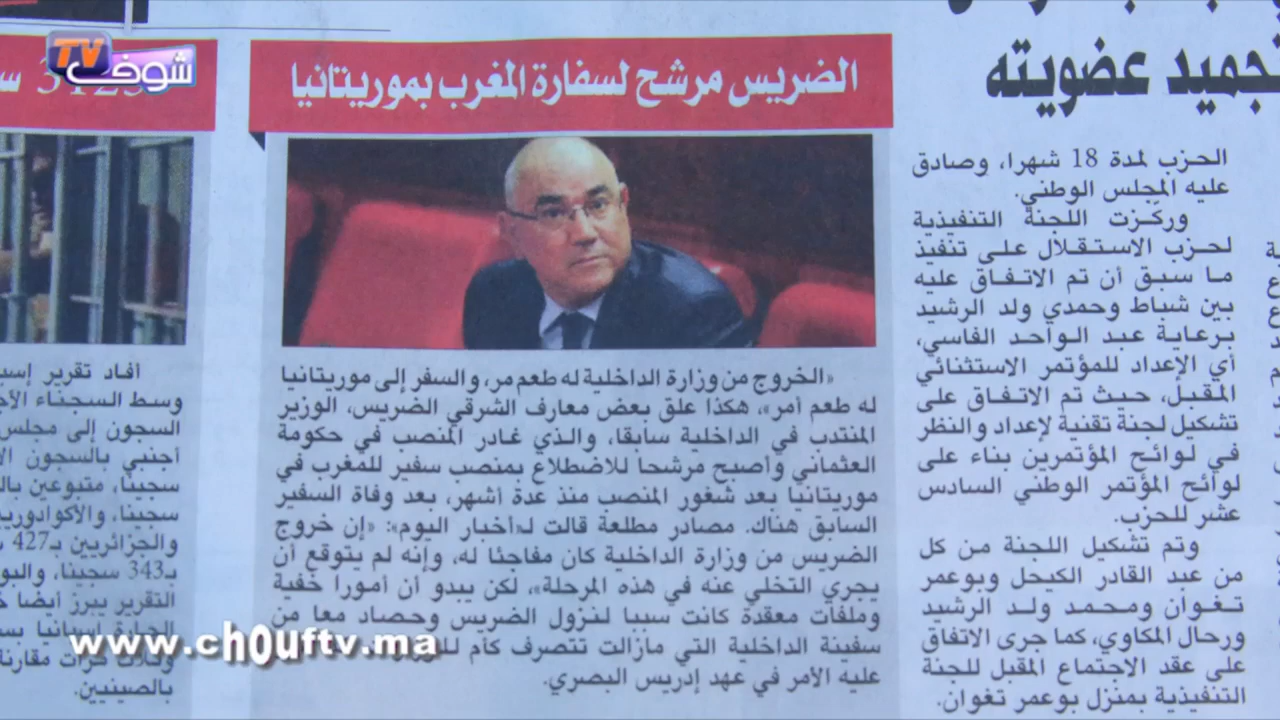 TV شوف
تجميد عضويته
الضريس مرشح لسفارة المغرب بموريتانيا
الحزب لمدة 18 شهرا، وصادق
عليه المجلس الوطني.
وركّزت اللجنة التنفيذية
لحزب الاستقلال على تنفيذ
ما سبق أن تم الاتفاق عليه
بين شباط وحمدي ولد الرشيد
برعاية عبد الواحد الفاسي،
أي الإعداد للمؤتمر الاستثنائي
المقبل، حيث تم الاتفاق على
تشكيل لجنة تقنية لإعداد والنظر
في لوائح المؤتمرين بناء على
لوائح المؤتمر الوطني السادس
عشر للحزب.
وتم تشكيل اللجنة من كل
من عبد القادر الكيحل وبوعمر
تغوان ومحمد ولد الرشيد
ورحال المكاوي، كما جرى الاتفاق
على عقد الاجتماع المقبل للجنة
التنفيذية بمنزل بوعمر تغوان.
«الخروج من وزارة الداخلية له طعم مر، والسفر إلى موريتانيا
له طعم أمر»، هكذا علق بعض معارف الشرقي الضريس، الوزير
المنتدب في الداخلية سابقا، والذي غادر المنصب في حكومة
العثماني وأصبح مرشحا للاضطلاع بمنصب سفير للمغرب في
موريتانيا بعد شغور المنصب منذ عدة أشهر، بعد وفاة السفير
السابق هناك. مصادر مطلعة قالت لـ«أخبار اليوم»: «إن خروج
الضريس من وزارة الداخلية كان مفاجئا له، وإنه لم يتوقع أن
يجري التخلي عنه في هذه المرحلة»، لكن يبدو أن أمورا خفية
وملفات معقدة كانت سببا لنزول الضريس وحصاد معا من
سفينة الداخلية التي مازالت تتصرف كأم
عليه الأمر في عهد إدريس البصري.
أفاد تقرير
وسط السجناء
السجون إلى مجلس
أجنبي بالسجون
سجينا، متبوعين
سجينا، والأكوادوريين
والجزائريين بـ427
بـ343 سجينا،
التقرير يبرز أيضا
الجارة إسبانيا
مقارنة
بالصينيين.
www.chouftv.ma